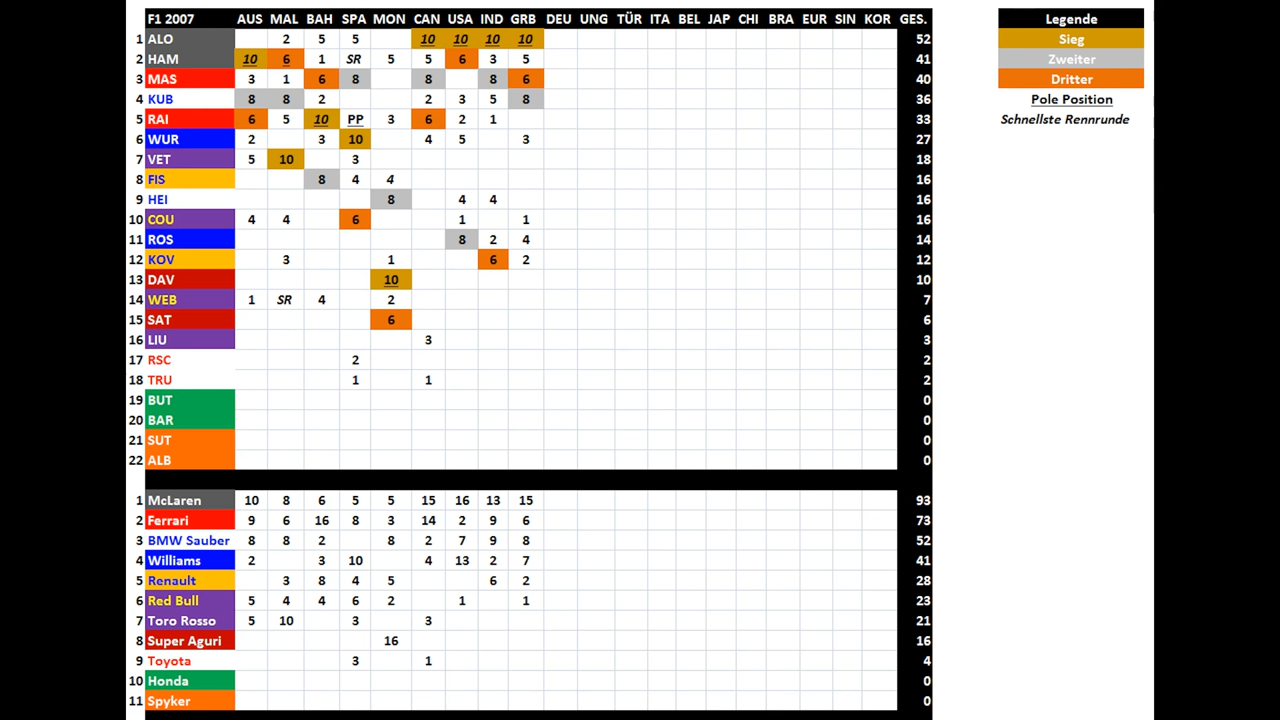 F1 2007 AUS MAL BAH SPA MON CAN USA IND GRB DEU UNG TÜR ITA BEL JAP CHI BRA EUR SIN KOR GES. Legende
1 ALO 2 5 5 10 10 10 10 52 Sieg
2 HAM 10 6 1 SR 5 5 6 3 5 41 Zweiter
3 MAS 3 1 6 8 8 8 6 40 Dritter
4 KUB 8 8 2 2 3 5 8 36 Pole Position
5 RAI 6 5 10 PP 3 6 2 1 33 Schnellste Rennrunde
6 WUR 2 3 10 4 5 3 27
7 VET 5 10 3 18
8 FIS 8 4 4 16
9 HEI 8 4 4 16
10 COU 4 4 6 1 1 16
11 ROS 8 2 4 14
12 KOV 3 1 6 2 12
13 DAV 10 10
14 WEB 1 SR 4 2 7
15 SAT 6 6
16 LIU 3 3
17 RSC 2 2
18 TRU 1 1 2
19 BUT 0
20 BAR 0
21 SUT 0
22 ALB 0
1 McLaren 10 8 6 5 5 15 16 13 15 93
2 Ferrari 9 6 16 8 3 14 2 9 6 73
3 BMW Sauber 8 8 2 8 2 7 9 8 52
4 Williams 2 3 10 4 13 2 7 41
5 Renault 3 8 4 5 6 2 28
6 Red Bull 5 4 4 6 2 1 1 23
7 Toro Rosso 5 10 3 3 21
8 Super Aguri 16 16
9 Toyota 3 1 4
10 Honda 0
11 Spyker 0